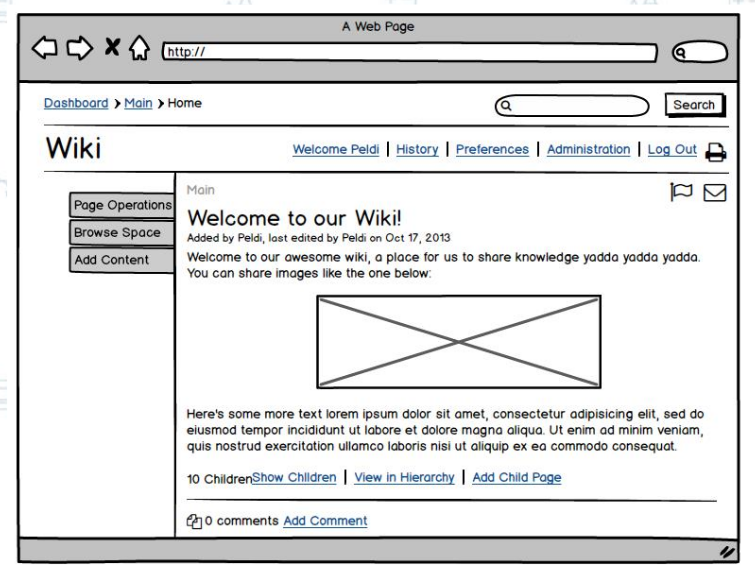 A Web Page
http://
Dashboard > Main > Home
Search
Wiki
Welcome Peldi | History | Preferences | Administration | Log Out
Page Operations
Browse Space
Add Content
Main
Welcome to our Wiki!
Added by Peldi, last edited by Peldi on Oct 17, 2013
Welcome to our awesome wiki, a place for us to share knowledge yadda yadda yadda.
You can share images like the one below:
Here's some more text lorem ipsum dolor sit amet, consectetur adipisicing elit, sed do
eiusmod tempor incididunt ut labore et dolore magna aliqua. Ut enim ad minim veniam,
quis nostrud exercitation ullamco laboris nisi ut aliquip ex ea commodo consequat.
10 ChildrenShow Children | View in Hierarchy | Add Child Page
0 comments Add Comment